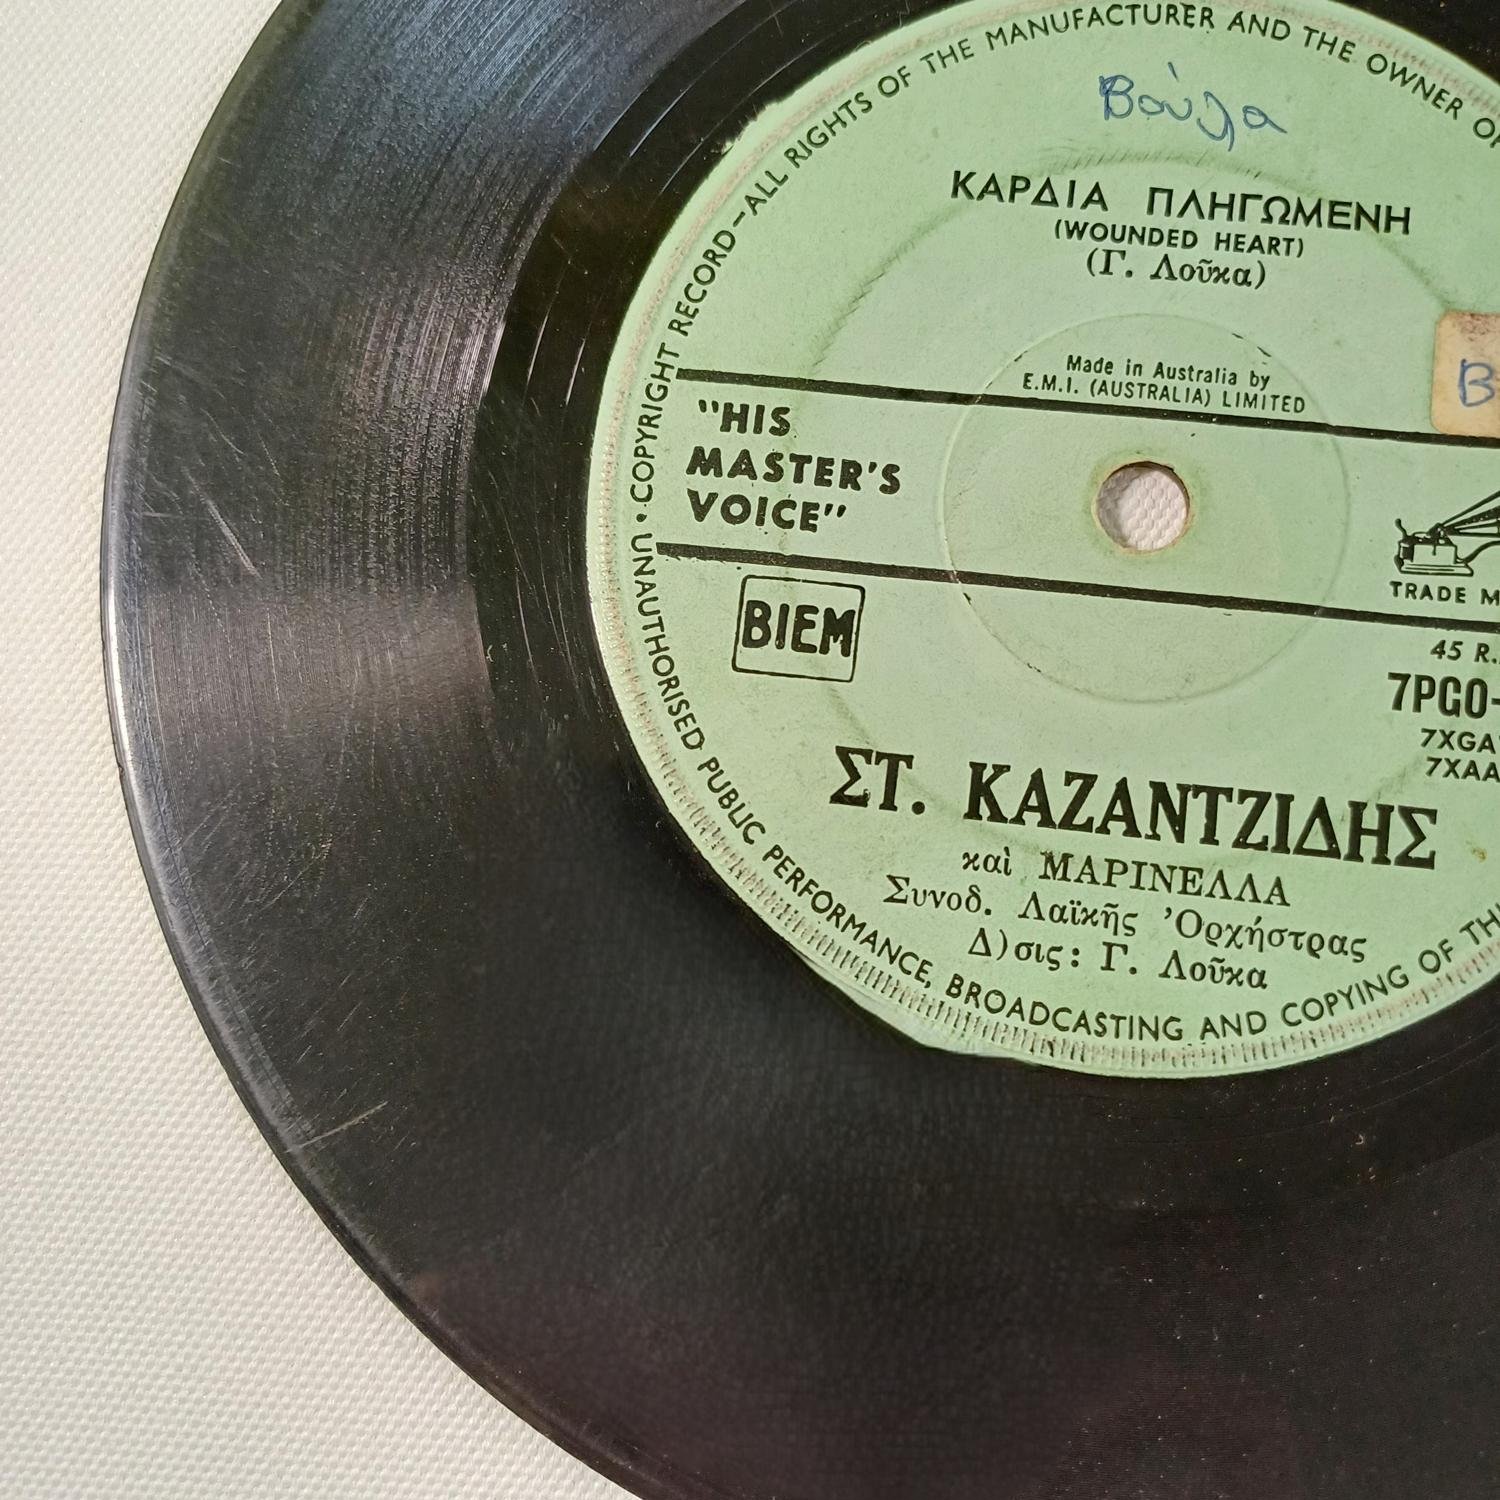 COPYRIGHT RECORD-ALL RIGHTS OF THE MANUFACTURER AND THE OWNER OF
Βούλα
ΚΑΡΔΙΑ ΠΛΗΓΩΜΕΝΗ
(WOUNDED HEART)
(Γ. Λοῦκα)
Made in Australia by
E.M.I. (AUSTRALIA) LIMITED
"HIS
MASTER'S
VOICE"
TRADE
BIEM
45
7PGO-
ΣΤ. ΚΑΖΑΝΤΖΙΔΗΣ
καὶ ΜΑΡΙΝΕΛΛΑ
Συνοδ. Λαϊκῆς Ὀρχήστρας
Δ)σις: Γ. Λοῦκα
UNAUTHORISED PUBLIC PERFORMANCE, BROADCASTING AND COPYING OF